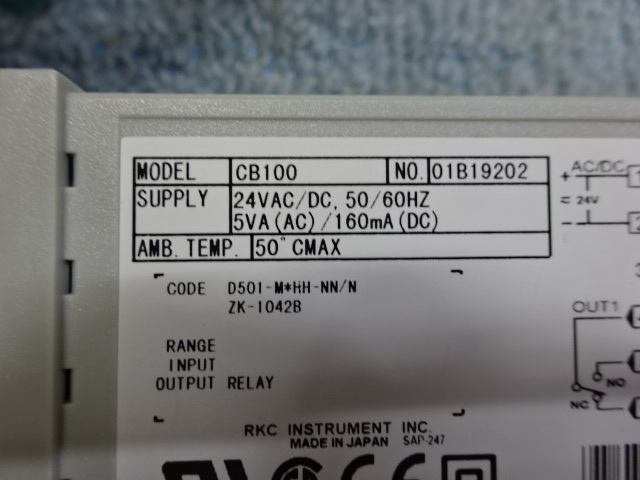 MODEL CB100 NO. 01B19202
SUPPLY 24VAC/DC, 50/60HZ
5VA(AC)/160mA(DC)
AMB. TEMP. 50°CMAX
CODE D501-M*HH-NN/N
ZK-1042B
RANGE
INPUT
OUTPUT RELAY
RKC INSTRUMENT INC.
MADE IN JAPAN SAP-247
+ AC/DC 1
= 24V
- 2
OUT1
NO
NC